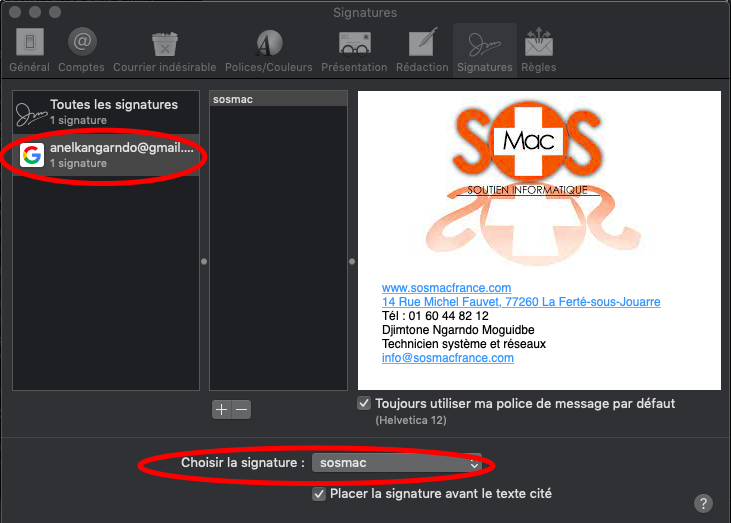 Signatures
Général
Comptes
Courrier indésirable
Polices/Couleurs
Présentation
Rédaction
Signatures
Règles
Toutes les signatures
1 signature
anelkangarndo@gmail....
1 signature
sosmac
SOS
Mac
SOUTIEN INFORMATIQUE
www.sosmacfrance.com
14 Rue Michel Fauvet, 77260 La Ferté-sous-Jouarre
Tél : 01 60 44 82 12
Djimtone Ngarndo Moguidbe
Technicien système et réseaux
info@sosmacfrance.com
Toujours utiliser ma police de message par défaut
(Helvetica 12)
Choisir la signature : sosmac
Placer la signature avant le texte cité
?